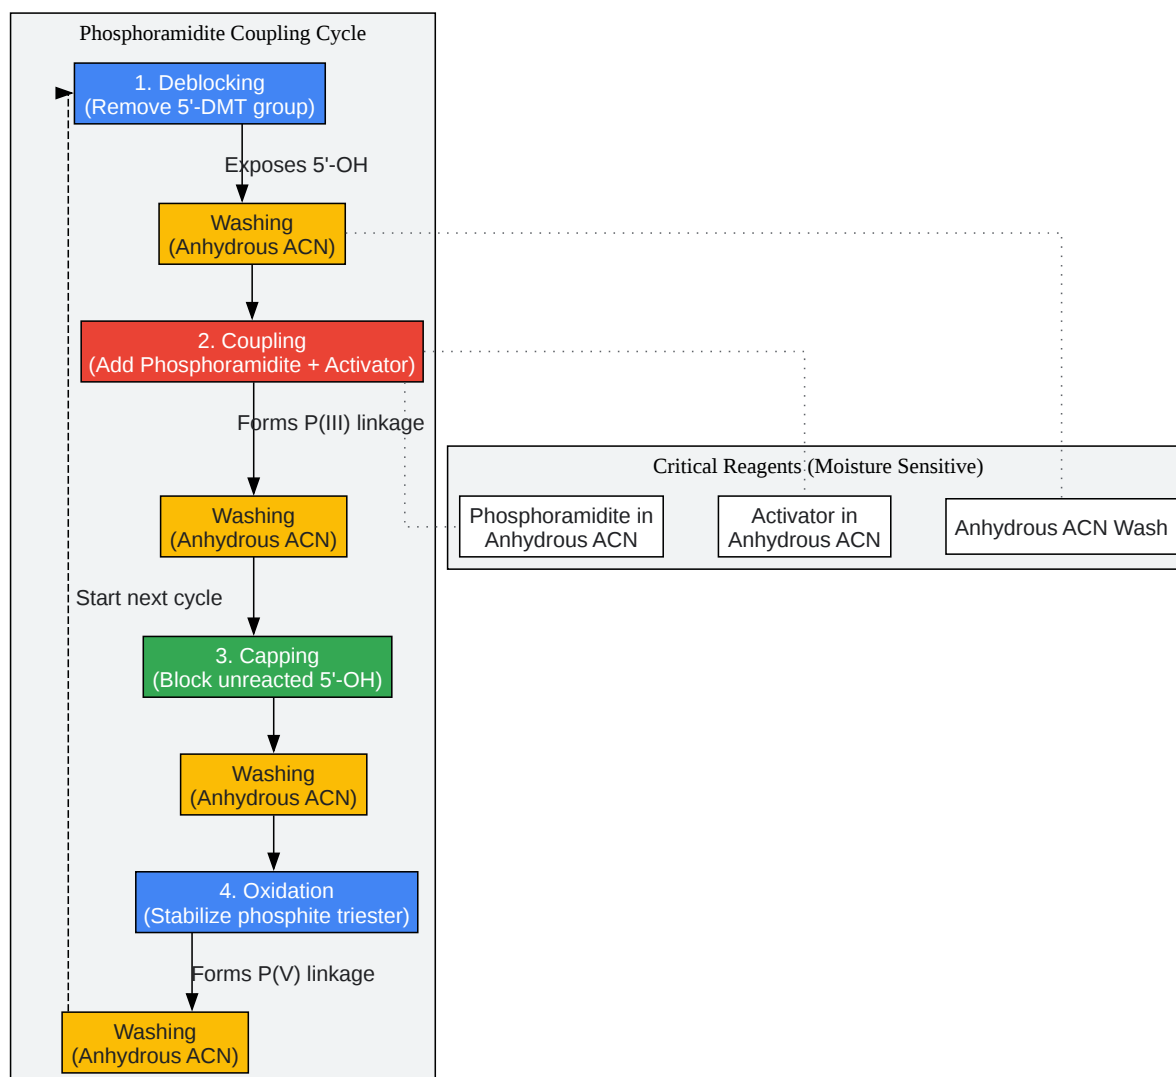 Phosphoramidite Coupling Cycle
1. Deblocking
(Remove 5'-DMT group)
Exposes 5'-OH
Washing
(Anhydrous ACN)
2. Coupling
(Add Phosphoramidite + Activator)
Forms P(III) linkage
Washing
(Anhydrous ACN)
Start next cycle
3. Capping
(Block unreacted 5'-OH)
Washing
(Anhydrous ACN)
4. Oxidation
(Stabilize phosphite triester)
Forms P(V) linkage
Washing
(Anhydrous ACN)
Critical Reagents (Moisture Sensitive)
Phosphoramidite in
Anhydrous ACN
Activator in
Anhydrous ACN
Anhydrous ACN Wash